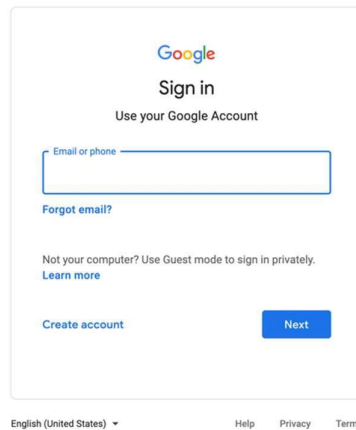 Google
Sign in
Use your Google Account
Email or phone
Forgot email?
Not your computer? Use Guest mode to sign in privately.
Learn more
Create account
Next
English (United States)
Help Privacy Term